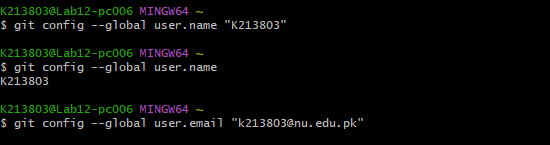 K213803@Lab12-pc006 MINGW64 ~
$ git config --global user.name "K213803"
K213803@Lab12-pc006 MINGW64 ~
$ git config --global user.name
K213803
K213803@Lab12-pc006 MINGW64 ~
$ git config --global user.email "k213803@nu.edu.pk"